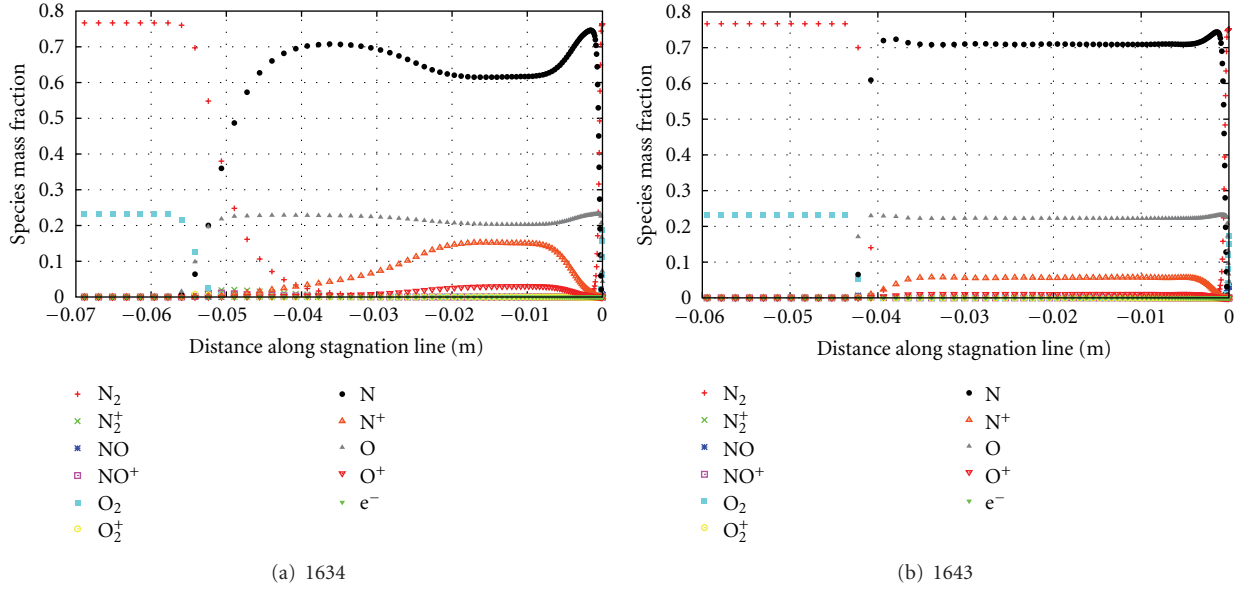 0.8
0.7
0.6
0.5
0.4
0.3
0.2
0.1
0
Species mass fraction
−0.07 −0.06 −0.05 −0.04 −0.03 −0.02 −0.01 0
Distance along stagnation line (m)
N₂
N₂⁺
NO
NO⁺
O₂
O₂⁺
N
N⁺
O
O⁺
e⁻
(a) 1634
0.8
0.7
0.6
0.5
0.4
0.3
0.2
0.1
0
Species mass fraction
−0.06 −0.05 −0.04 −0.03 −0.02 −0.01 0
Distance along stagnation line (m)
N₂
N₂⁺
NO
NO⁺
O₂
O₂⁺
N
N⁺
O
O⁺
e⁻
(b) 1643